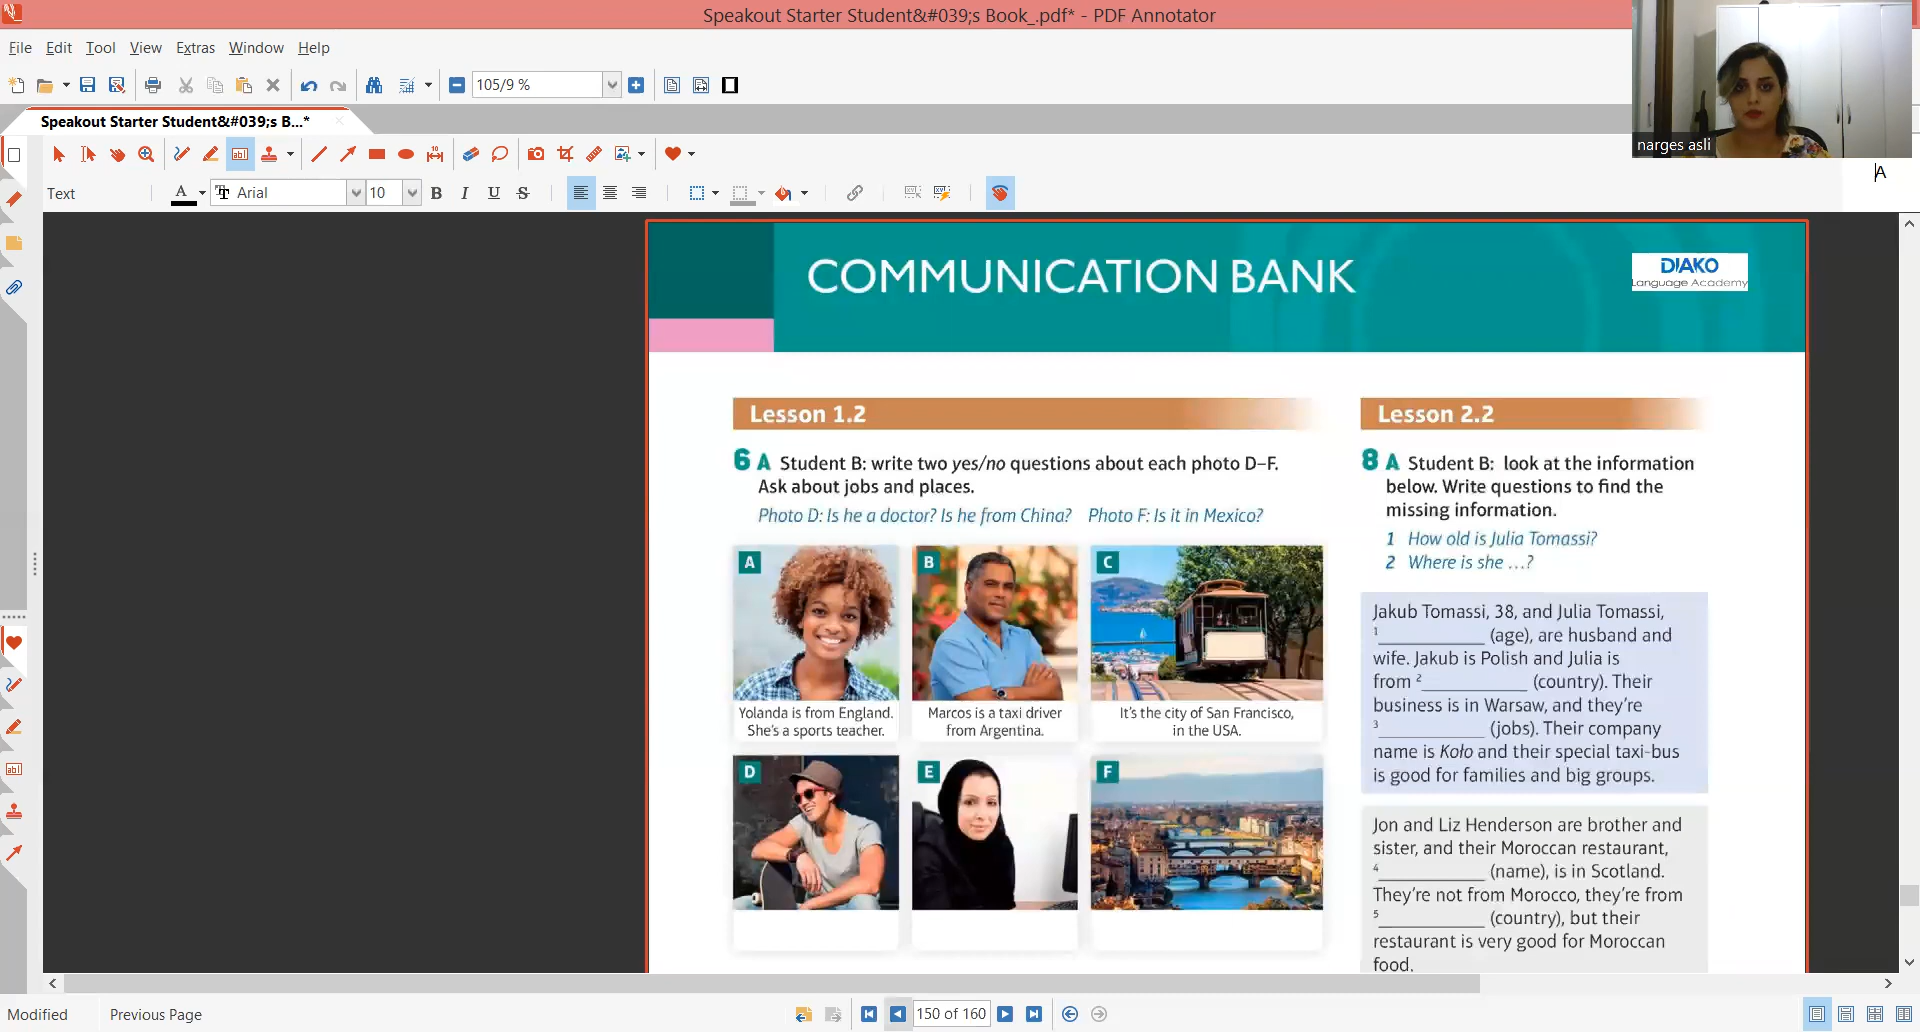 Speakout Starter Student&#039;s Book_.pdf* - PDF Annotator
File Edit Tool View Extras Window Help
105/9 %
Speakout Starter Student&#039;s B...*
narges asli
Text
A
Arial
10
B I U S
A
COMMUNICATION BANK
DIAKO
Language Academy
Lesson 1.2
6 A Student B: write two yes/no questions about each photo D–F.
Ask about jobs and places.
Photo D: Is he a doctor? Is he from China? Photo F: Is it in Mexico?
A
B
C
Yolanda is from England.
She's a sports teacher.
Marcos is a taxi driver
from Argentina.
It's the city of San Francisco,
in the USA.
D
E
F
Lesson 2.2
8 A Student B: look at the information
below. Write questions to find the
missing information.
1 How old is Julia Tomassi?
2 Where is she ...?
Jakub Tomassi, 38, and Julia Tomassi,
1 ____________ (age), are husband and
wife. Jakub is Polish and Julia is
from 2 ____________ (country). Their
business is in Warsaw, and they're
3 ____________ (jobs). Their company
name is Koło and their special taxi-bus
is good for families and big groups.
Jon and Liz Henderson are brother and
sister, and their Moroccan restaurant,
4 ____________ (name), is in Scotland.
They're not from Morocco, they're from
5 ____________ (country), but their
restaurant is very good for Moroccan
food.
Modified
Previous Page
150 of 160